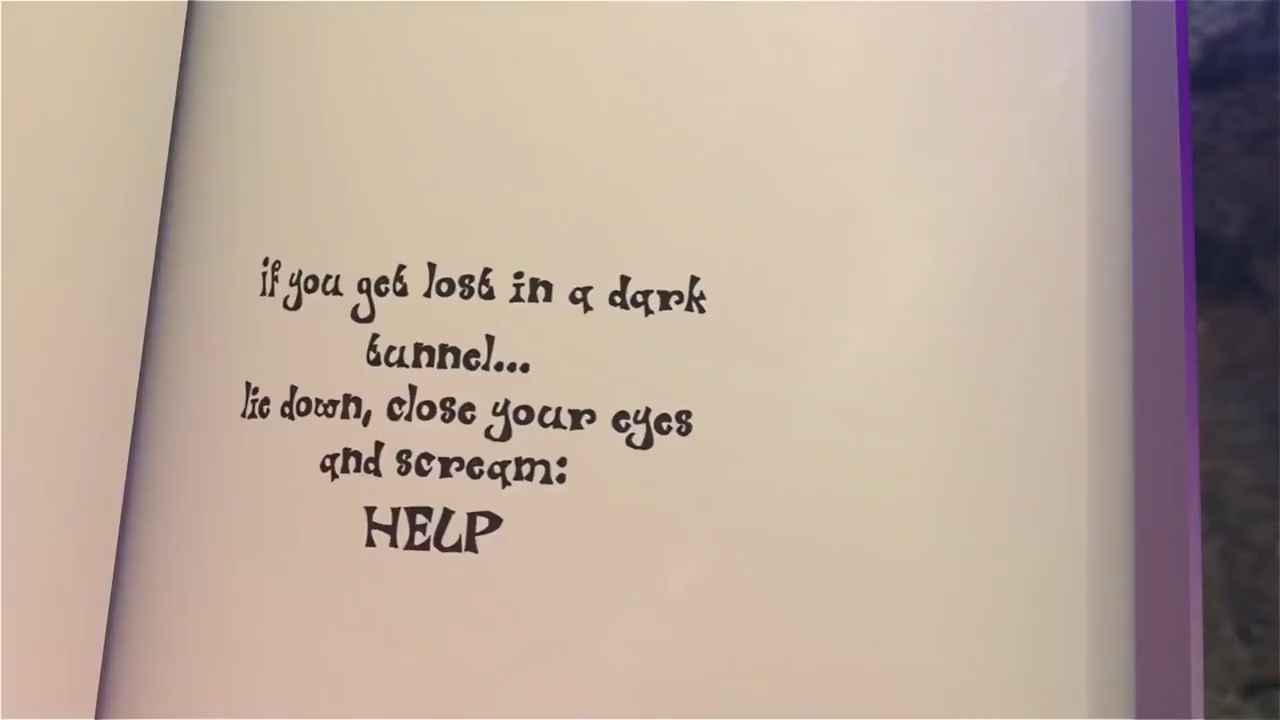 if you get lost in a dark
tunnel...
lie down, close your eyes
and scream:
HELP